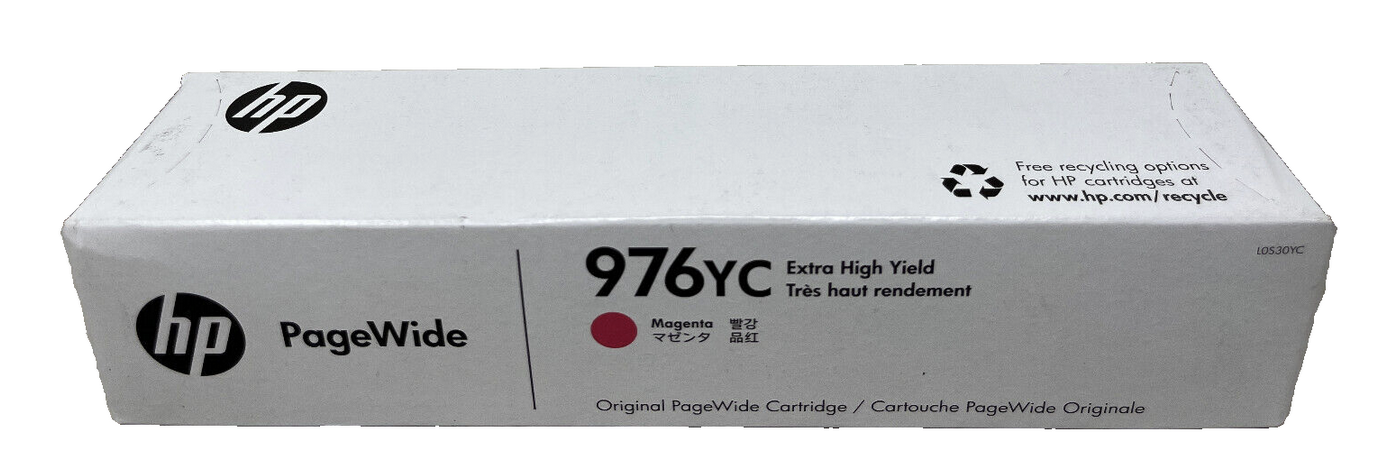 hp
Free recycling options
for HP cartridges at
www.hp.com/recycle
L0S30YC
976YC
Extra High Yield
Très haut rendement
hp
PageWide
Magenta 빨강
マゼンタ 品红
Original PageWide Cartridge / Cartouche PageWide Originale